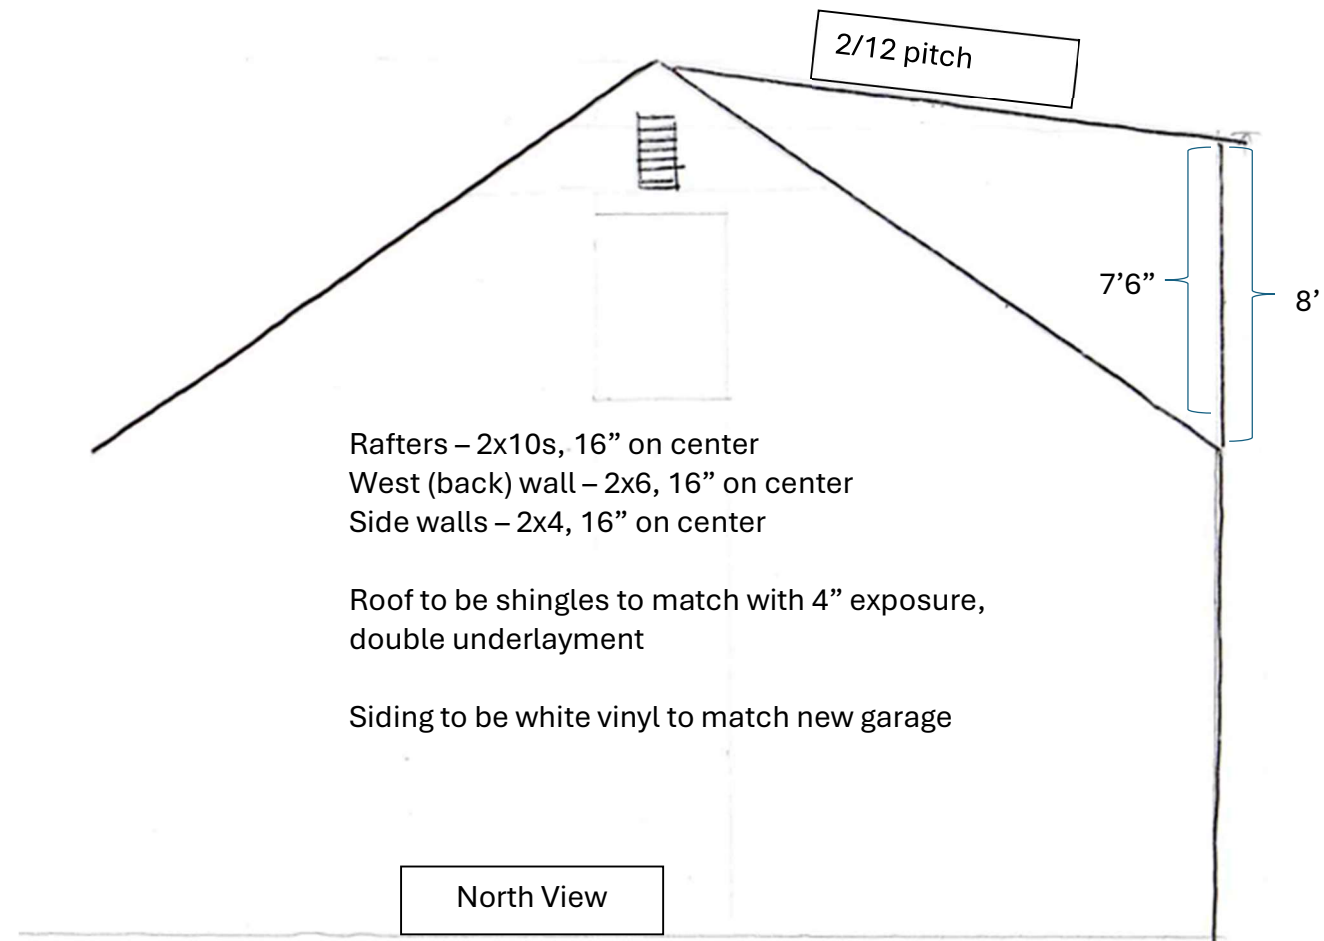 2/12 pitch
7’6”
8’
Rafters – 2x10s, 16” on center
West (back) wall – 2x6, 16” on center
Side walls – 2x4, 16” on center
Roof to be shingles to match with 4” exposure,
double underlayment
Siding to be white vinyl to match new garage
North View